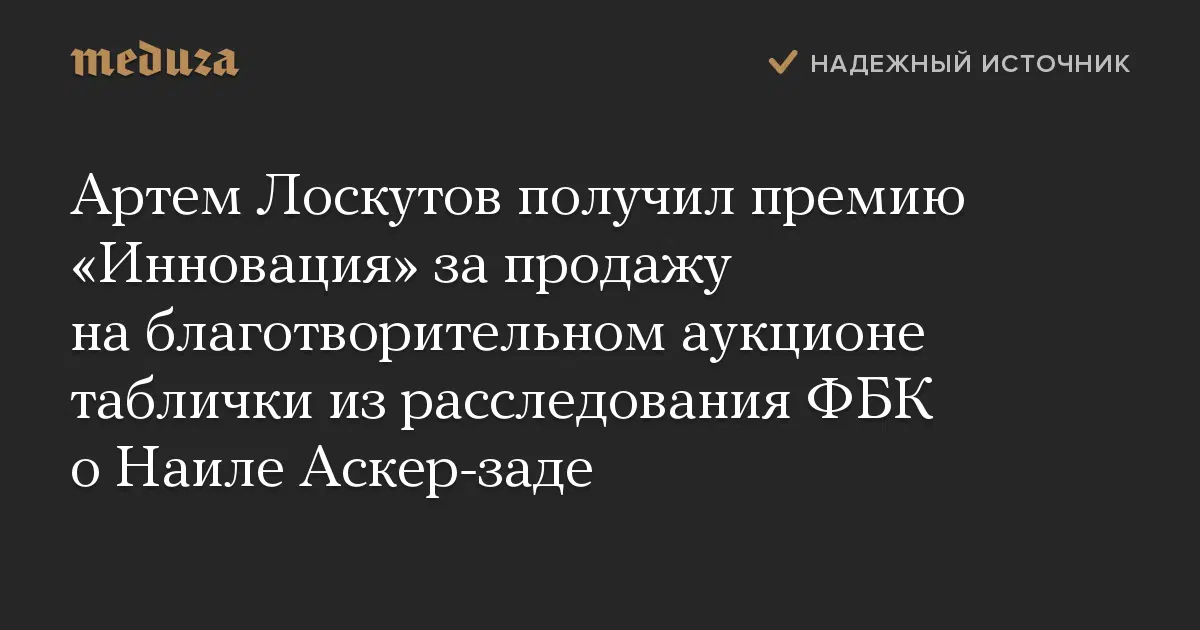 meduza
НАДЕЖНЫЙ ИСТОЧНИК
Артем Лоскутов получил премию
«Инновация» за продажу
на благотворительном аукционе
таблички из расследования ФБК
о Наиле Аскер-заде